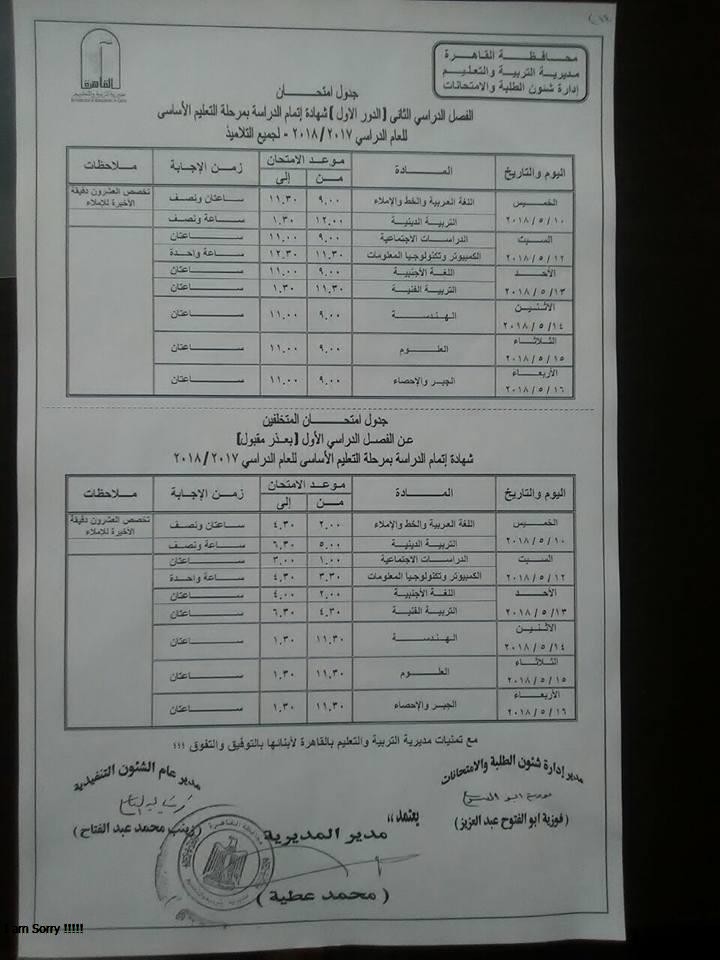 محافظة القاهرة
مديرية التربية والتعليم
إدارة شئون الطلبة والامتحانات
القاهرة
مديرية التربية والتعليم
جدول امتحان
الفصل الدراسي الثانى (الدور الاول) شهادة إتمام الدراسة بمرحلة التعليم الأساسى
للعام الدراسي ٢٠١٧/ ٢٠١٨ - لجميع التلاميذ
اليوم والتاريخ المادة موعد الامتحان زمن الإجابة ملاحظات
من إلى
الخميس اللغة العربية والخط والإملاء ٩.٠٠ ١١.٣٠ ساعتان ونصف تخصص العشرون دقيقة
٢٠١٨ / ٥ / ١٠ التربية الدينية ١٢.٠٠ ١.٣٠ ساعة ونصف الأخيرة للإملاء
السبت الدراسات الاجتماعية ٩.٠٠ ١١.٠٠ ساعتان
٢٠١٨ / ٥ / ١٢ الكمبيوتر وتكنولوجيا المعلومات ١١.٣٠ ١٢.٣٠ ساعة واحدة
الأحد اللغة الأجنبية ٩.٠٠ ١١.٠٠ ساعتان
٢٠١٨ / ٥ / ١٣ التربية الفنية ١١.٣٠ ١.٣٠ ساعتان
الاثنين الهندسة ٩.٠٠ ١١.٠٠ ساعتان
٢٠١٨ / ٥ / ١٤
الثلاثاء العلوم ٩.٠٠ ١١.٠٠ ساعتان
٢٠١٨ / ٥ / ١٥
الأربعاء الجبر والإحصاء ٩.٠٠ ١١.٠٠ ساعتان
٢٠١٨ / ٥ / ١٦
جدول امتحان المتخلفين
عن الفصل الدراسي الأول (بعذر مقبول)
شهادة إتمام الدراسة بمرحلة التعليم الأساسى للعام الدراسي ٢٠١٧/ ٢٠١٨
اليوم والتاريخ المادة موعد الامتحان زمن الإجابة ملاحظات
من إلى
الخميس اللغة العربية والخط والإملاء ٢.٠٠ ٤.٣٠ ساعتان ونصف تخصص العشرون دقيقة
٢٠١٨ / ٥ / ١٠ التربية الدينية ٥.٠٠ ٦.٣٠ ساعة ونصف الأخيرة للإملاء
السبت الدراسات الاجتماعية ١.٠٠ ٣.٠٠ ساعتان
٢٠١٨ / ٥ / ١٢ الكمبيوتر وتكنولوجيا المعلومات ٣.٣٠ ٤.٣٠ ساعة واحدة
الأحد اللغة الأجنبية ٢.٠٠ ٤.٠٠ ساعتان
٢٠١٨ / ٥ / ١٣ التربية الفنية ٤.٣٠ ٦.٣٠ ساعتان
الاثنين الهندسة ١١.٣٠ ١.٣٠ ساعتان
٢٠١٨ / ٥ / ١٤
الثلاثاء العلوم ١١.٣٠ ١.٣٠ ساعتان
٢٠١٨ / ٥ / ١٥
الأربعاء الجبر والإحصاء ١١.٣٠ ١.٣٠ ساعتان
٢٠١٨ / ٥ / ١٦
مع تمنيات مديرية التربية والتعليم بالقاهرة لأبنائها بالتوفيق والتفوق ؛؛؛
مدير إدارة شئون الطلبة والامتحانات
(فوزية ابو الفتوح عبد العزيز)
مدير عام الشئون التنفيذية
(زينب محمد عبد الفتاح)
يعتمد،،
مدير المديرية
(محمد عطية)
am Sorry !!!!!